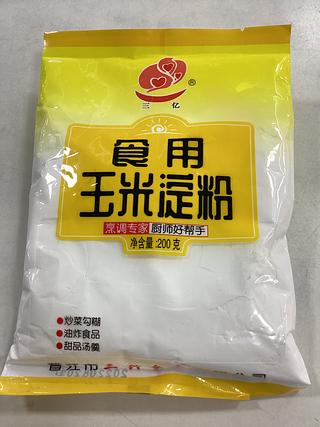 ®
三亿
食用
玉米淀粉
烹调专家 厨师好帮手
净含量:200克
●炒菜勾糊
●油炸食品
●甜品汤羹